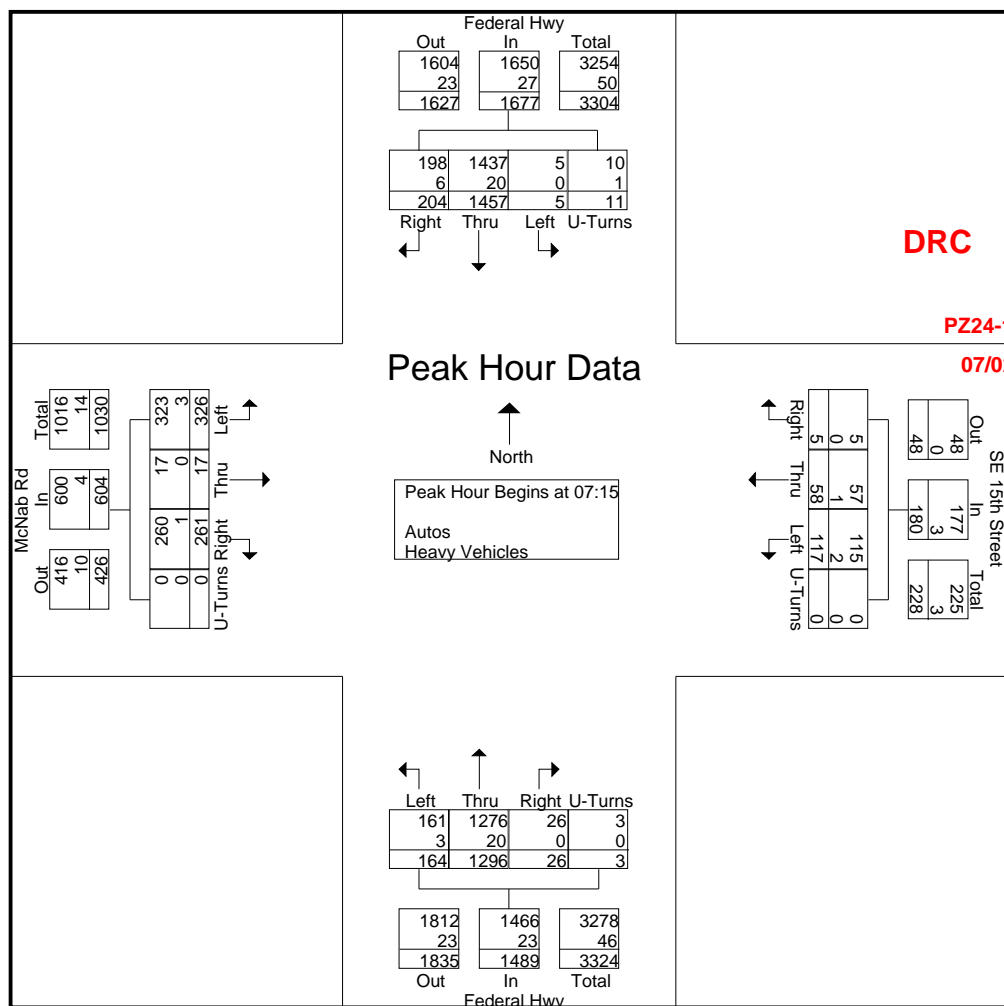 Federal Hwy
Out In Total
1604 1650 3254
23 27 50
1627 1677 3304
198 1437 5 10
6 20 0 1
204 1457 5 11
Right Thru Left U-Turns
DRC
PZ24-
07/0
Peak Hour Data
North
Peak Hour Begins at 07:15
Autos
Heavy Vehicles
McNab Rd
Out In Total
416 600 1016
10 4 14
426 604 1030
0 260 17 323
0 1 0 3
0 261 17 326
U-Turns Right Thru Left
SE 15th Street
Out In Total
48 177 225
0 3 3
48 180 228
5 57 115 0
0 1 2 0
5 58 117 0
Right Thru Left U-Turns
Left Thru Right U-Turns
161 1276 26 3
3 20 0 0
164 1296 26 3
1812 1466 3278
23 23 46
1835 1489 3324
Out In Total
Federal Hwy